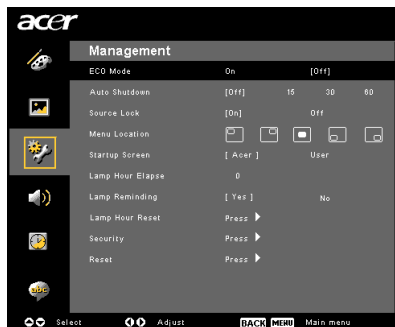 acer
Management
ECO Mode On [Off]
Auto Shutdown [Off] 15 30 60
Source Lock [On] Off
Menu Location
Startup Screen [ Acer ] User
Lamp Hour Elapse 0
Lamp Reminding [ Yes ] No
Lamp Hour Reset Press
Security Press
Reset Press
abc
Select Adjust BACK MENU Main menu